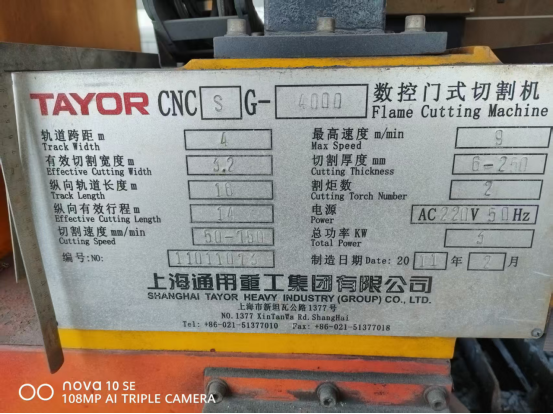 TAYOR CNC S G- 4000 数控门式切割机
Flame Cutting Machine
轨道跨距 m 4
Track Width
有效切割宽度 m 3.2
Effective Cutting Width
纵向轨道长度 m 16
Track Length
纵向有效行程 m 14
Effective Cutting Length
切割速度 mm/min 50-750
Cutting Speed
编号: NO:
最高速度 m/min 9
Max Speed
切割厚度 mm
Cutting Thickness
割炬数 2
Cutting Torch Number
电源 AC 220V 50Hz
Power
总功率 KW
Total Power
制造日期 Date: 20 11 年 月
上海通用重工集团有限公司
SHANGHAI TAYOR HEAVY INDUSTRY (GROUP) CO., LTD.
上海市新坦瓦公路1377号
NO.1377 XinTanWa Rd.ShangHai
Tel: +86-021-51377010 Fax: +86-021-51377018
nova 10 SE
108MP AI TRIPLE CAMERA